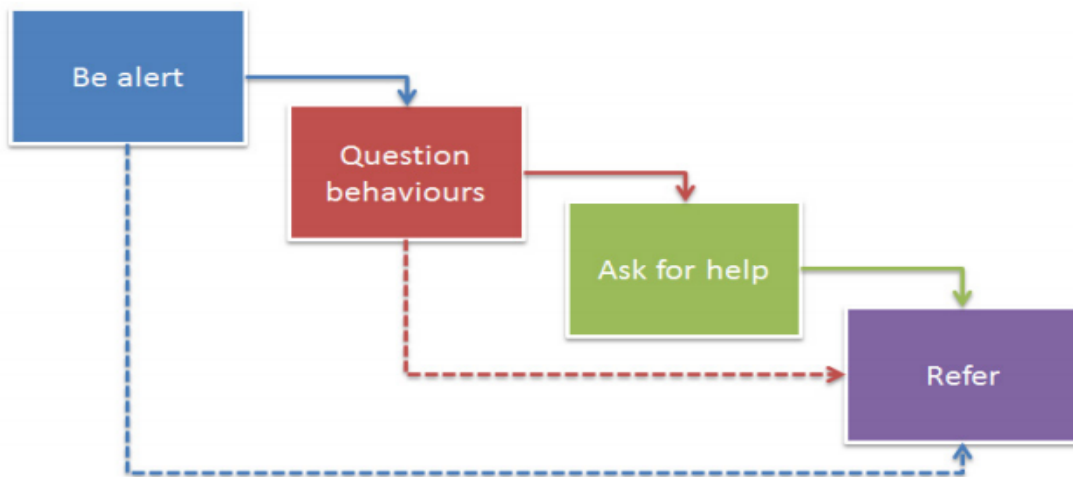 Be alert
Question
behaviours
Ask for help
Refer